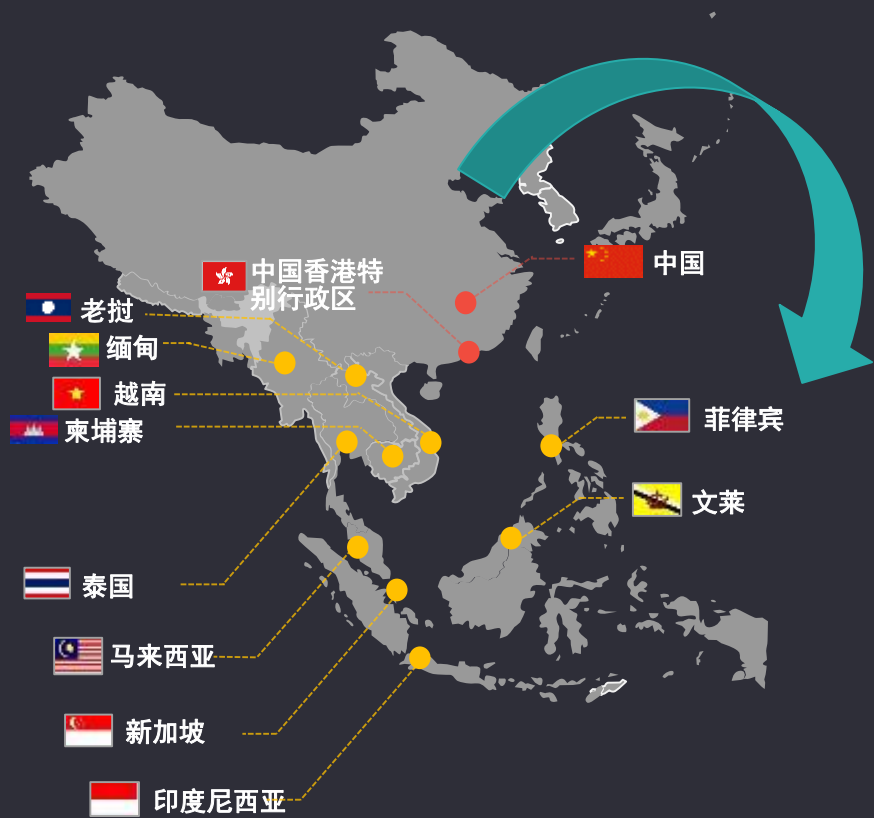 中国香港特
别行政区
中国
老挝
缅甸
越南
柬埔寨
菲律宾
文莱
泰国
马来西亚
新加坡
印度尼西亚